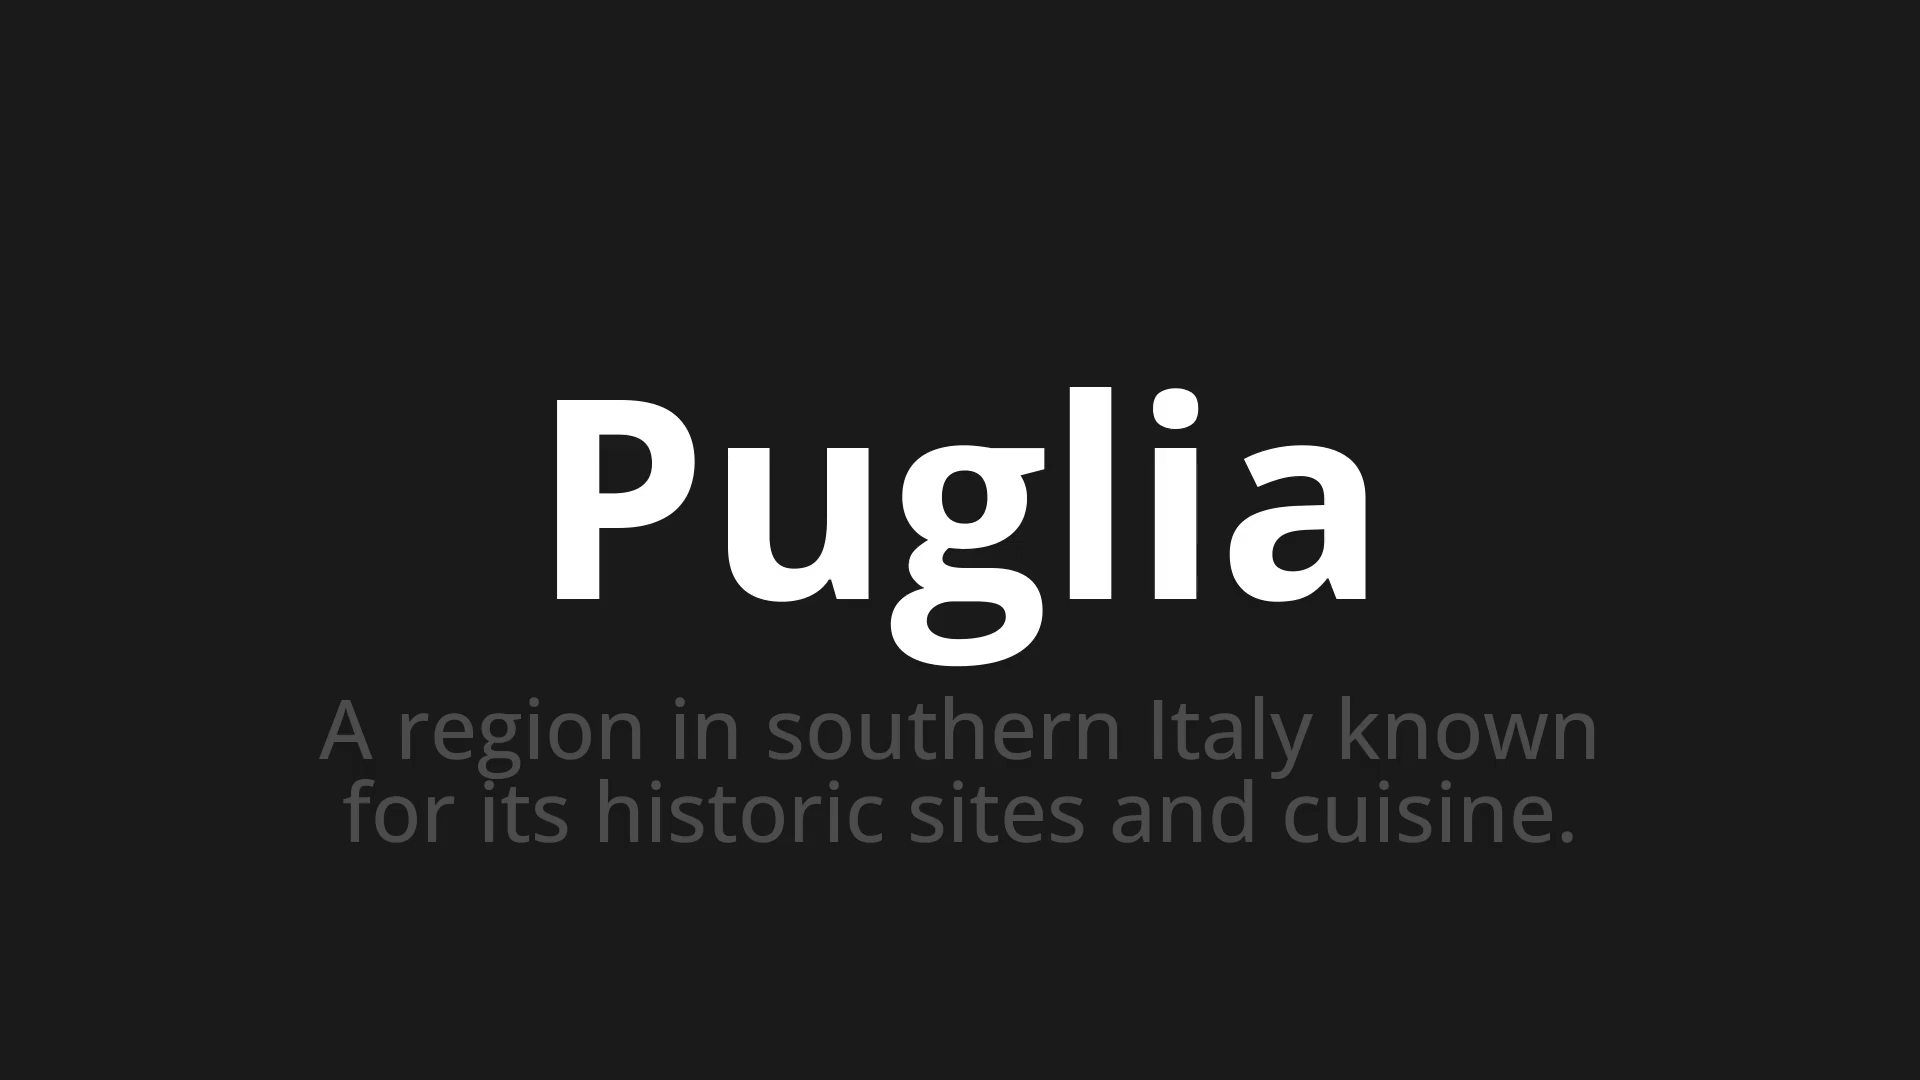 Puglia
A region in southern Italy known
for its historic sites and cuisine.